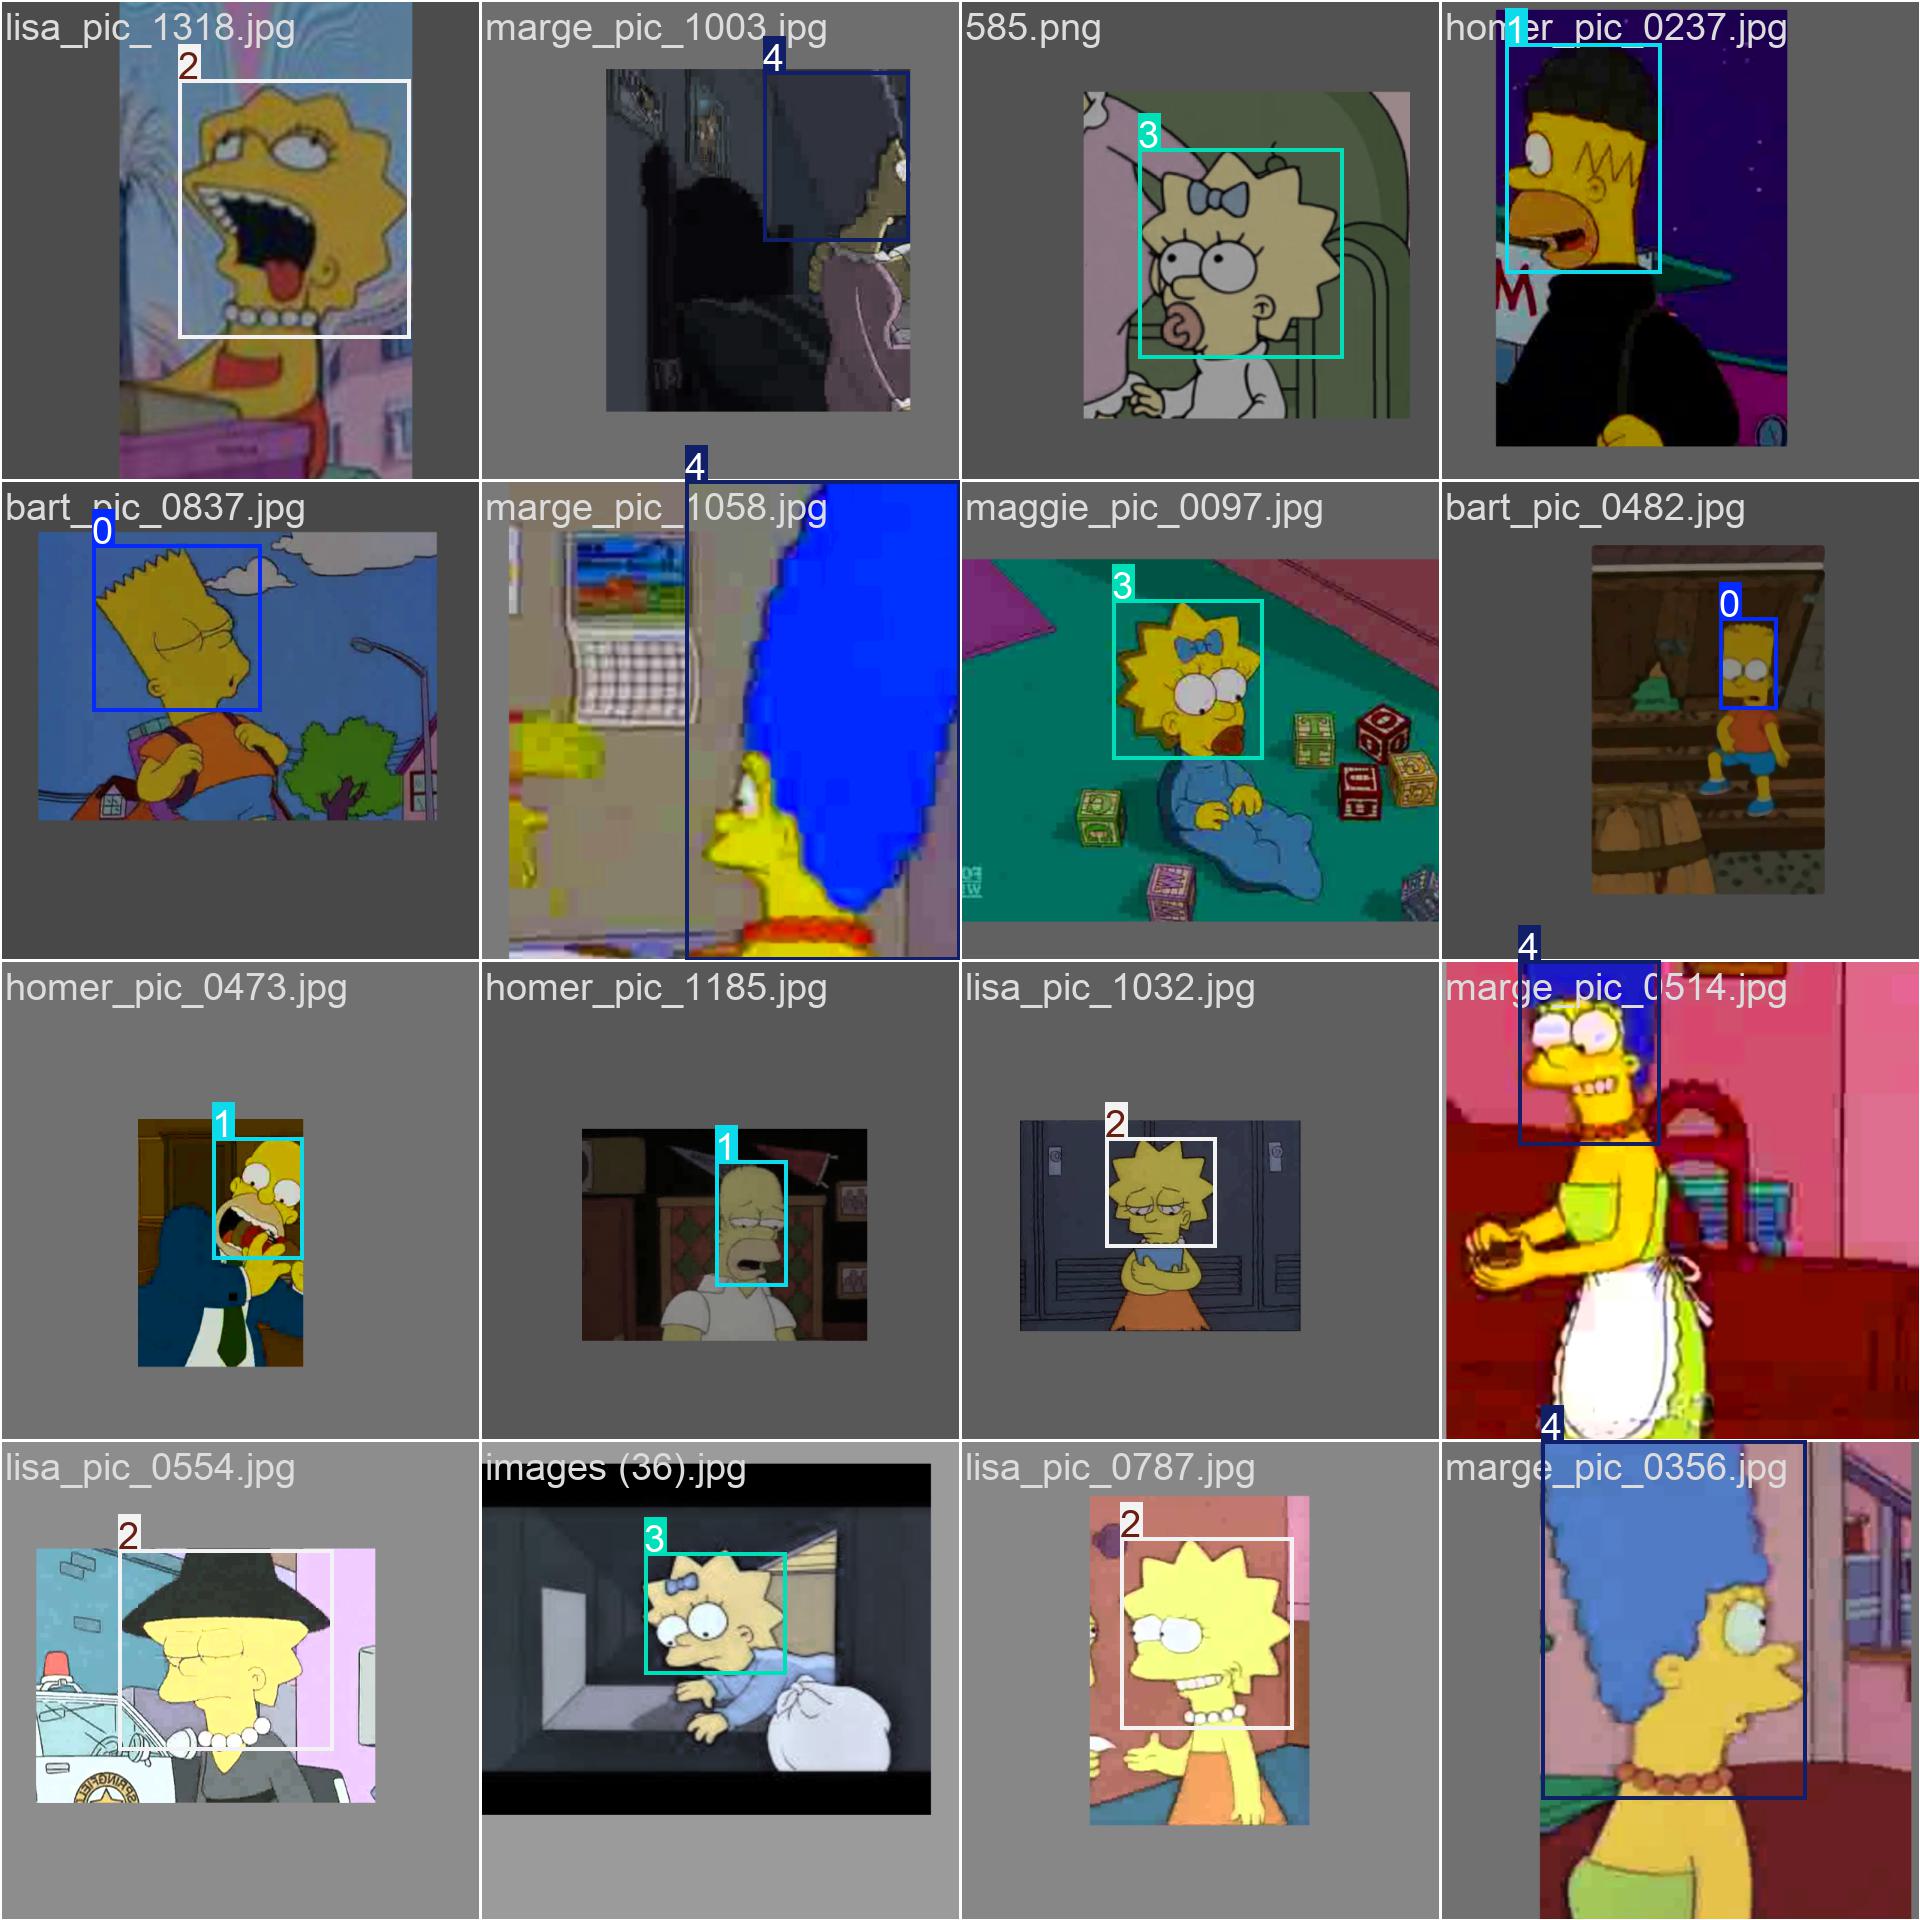 lisa_pic_1318.jpg
2
marge_pic_1003.jpg
4
585.png
3
homer_pic_0237.jpg
1
M
bart_pic_0837.jpg
0
marge_pic_1058.jpg
4
maggie_pic_0097.jpg
3
bart_pic_0482.jpg
0
homer_pic_0473.jpg
1
homer_pic_1185.jpg
1
lisa_pic_1032.jpg
2
marge_pic_0514.jpg
4
lisa_pic_0554.jpg
2
images (36).jpg
3
lisa_pic_0787.jpg
2
marge_pic_0356.jpg
4